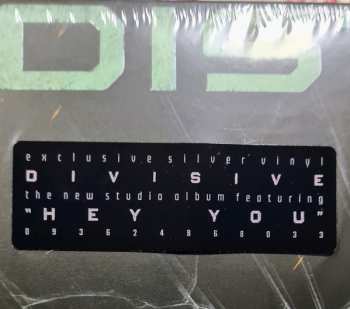 DIS
exclusive silver vinyl
DIVISIVE
the new studio album featuring
"HEY YOU"
0 9 3 6 2 4 8 6 8 0 3 3